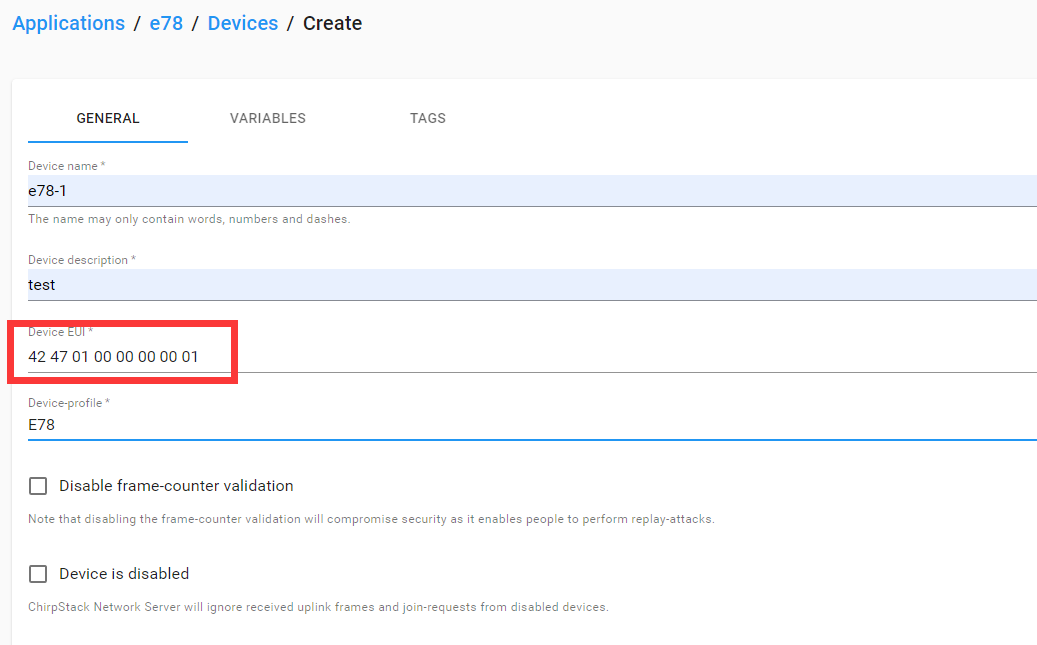 Applications / e78 / Devices / Create
GENERAL VARIABLES TAGS
Device name *
e78-1
The name may only contain words, numbers and dashes.
Device description *
test
Device EUI *
42 47 01 00 00 00 00 01
Device-profile *
E78
Disable frame-counter validation
Note that disabling the frame-counter validation will compromise security as it enables people to perform replay-attacks.
Device is disabled
ChirpStack Network Server will ignore received uplink frames and join-requests from disabled devices.